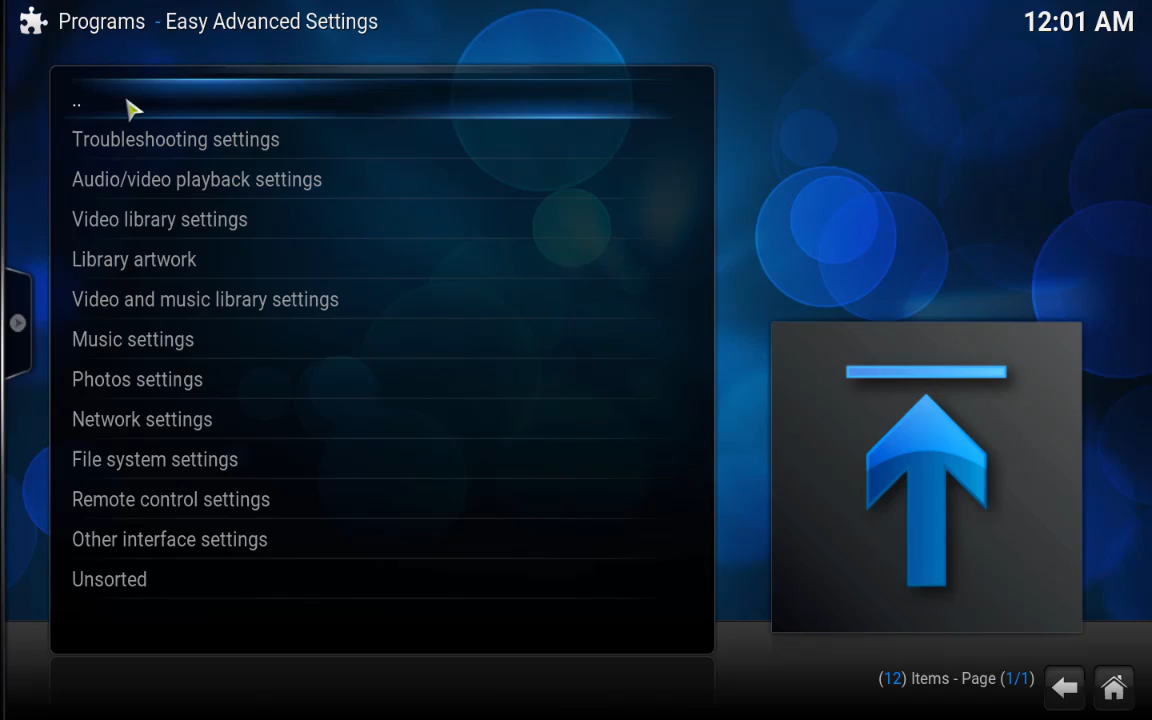 Programs - Easy Advanced Settings
12:01 AM
..
Troubleshooting settings
Audio/video playback settings
Video library settings
Library artwork
Video and music library settings
Music settings
Photos settings
Network settings
File system settings
Remote control settings
Other interface settings
Unsorted
(12) Items - Page (1/1)